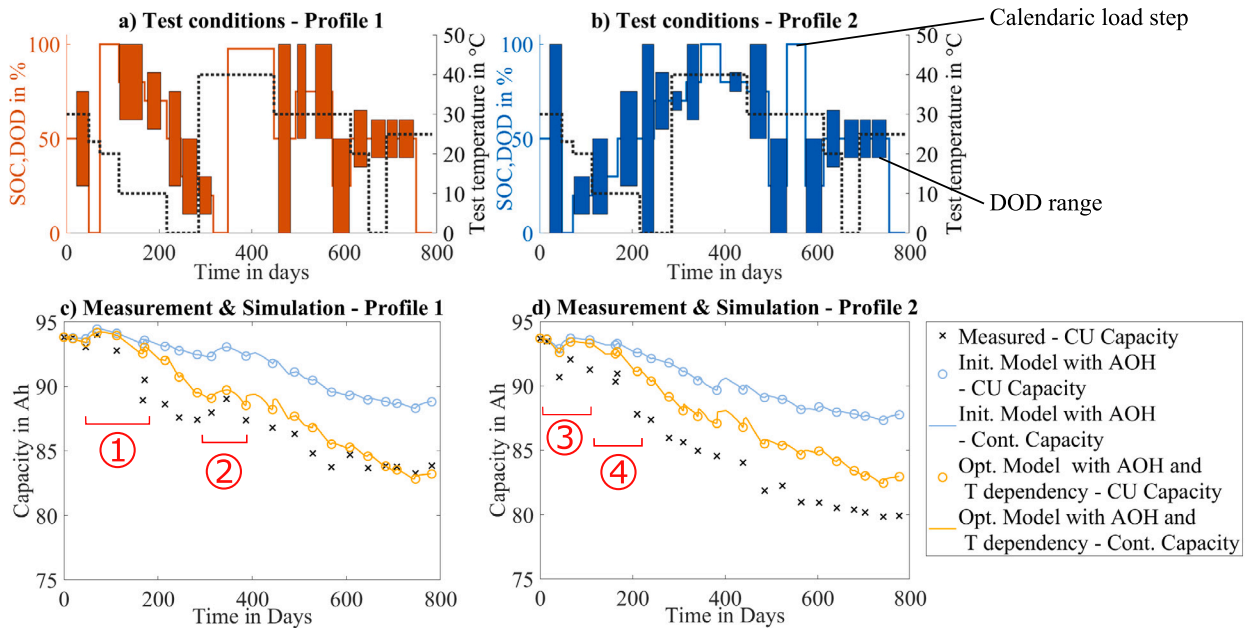 a) Test conditions - Profile 1
SOC,DOD in %
100
50
0
50
40
30
20
10
0
Test temperature in °C
0
200
400
600
800
Time in days
b) Test conditions - Profile 2
SOC,DOD in %
100
50
0
50
40
30
20
10
0
Test temperature in °C
0
200
400
600
800
Time in days
Calendaric load step
DOD range
c) Measurement & Simulation - Profile 1
Capacity in Ah
95
90
85
80
75
①
②
0
200
400
600
800
Time in Days
d) Measurement & Simulation - Profile 2
Capacity in Ah
95
90
85
80
75
③
④
0
200
400
600
800
Time in Days
Measured - CU Capacity
Init. Model with AOH
- CU Capacity
Init. Model with AOH
- Cont. Capacity
Opt. Model with AOH and
T dependency - CU Capacity
Opt. Model with AOH and
T dependency - Cont. Capacity